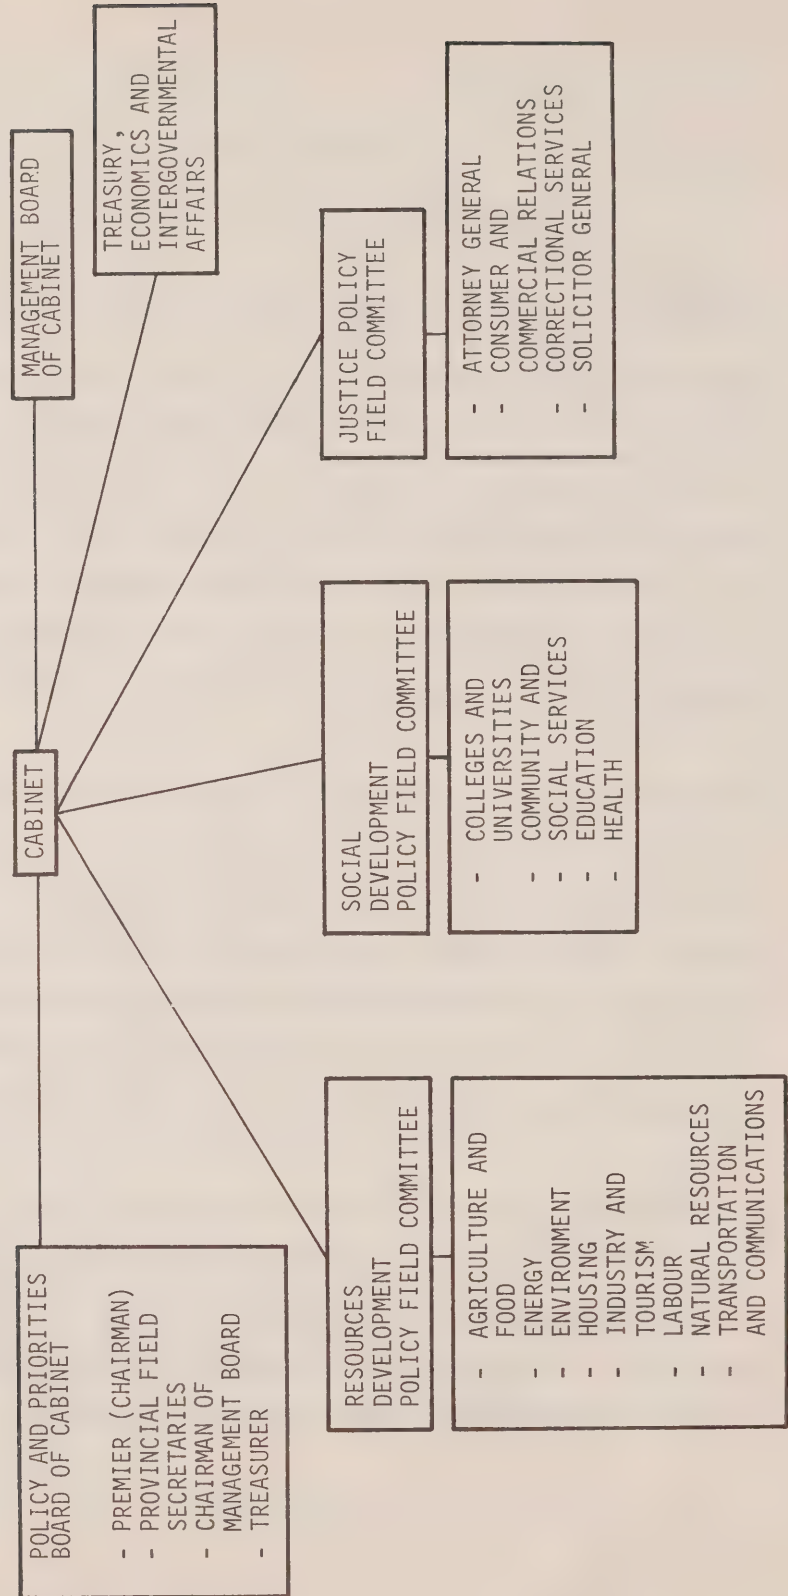 POLICY AND PRIORITIES
BOARD OF CABINET
- PREMIER (CHAIRMAN)
- PROVINCIAL FIELD
SECRETARIES
- CHAIRMAN OF
MANAGEMENT BOARD
- TREASURER
CABINET
MANAGEMENT BOARD
OF CABINET
TREASURY,
ECONOMICS AND
INTERGOVERNMENTAL
AFFAIRS
RESOURCES
DEVELOPMENT
POLICY FIELD COMMITTEE
- AGRICULTURE AND
FOOD
- ENERGY
- ENVIRONMENT
- HOUSING
- INDUSTRY AND
TOURISM
- LABOUR
- NATURAL RESOURCES
- TRANSPORTATION
AND COMMUNICATIONS
SOCIAL
DEVELOPMENT
POLICY FIELD COMMITTEE
- COLLEGES AND
UNIVERSITIES
- COMMUNITY AND
- SOCIAL SERVICES
- EDUCATION
- HEALTH
JUSTICE POLICY
FIELD COMMITTEE
- ATTORNEY GENERAL
- CONSUMER AND
COMMERCIAL RELATIONS
- CORRECTIONAL SERVICES
- SOLICITOR GENERAL